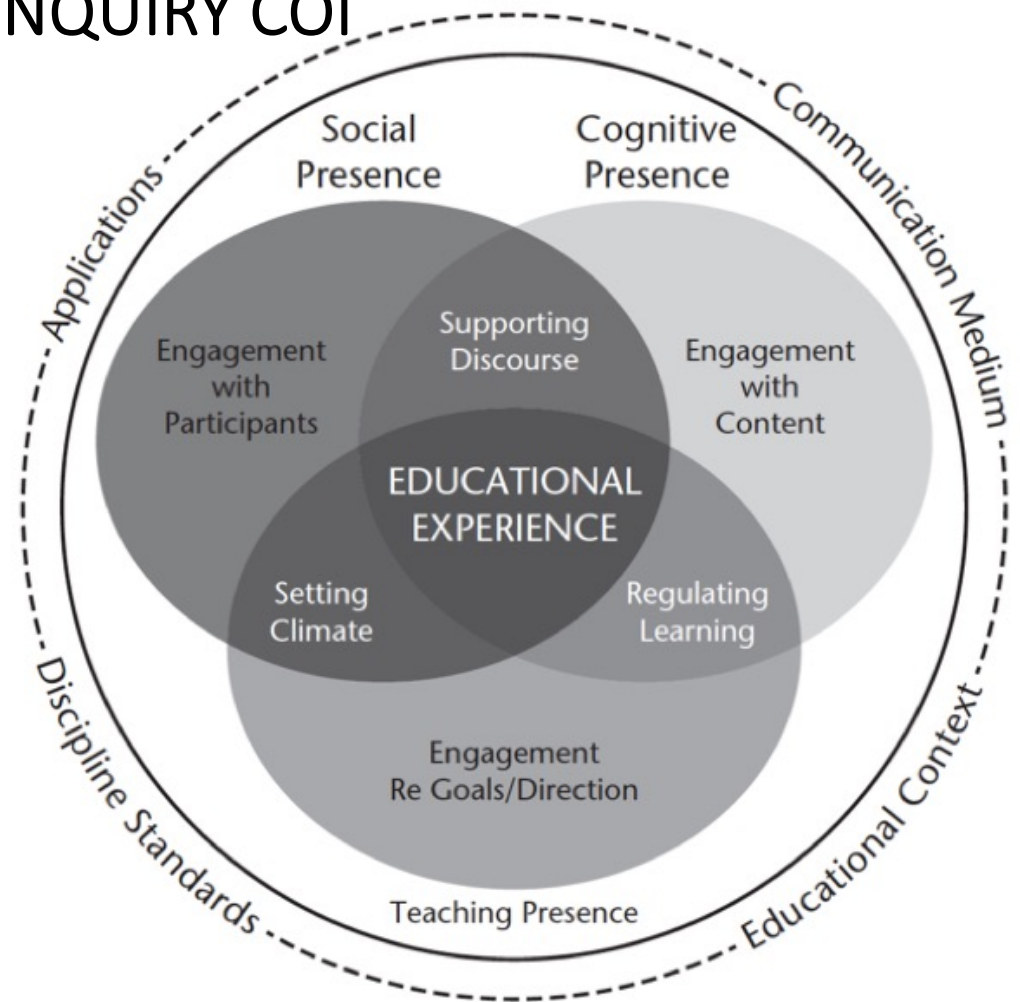 NQUIRY COI
Social
Presence
Cognitive
Presence
Applications
Communication Medium
Supporting
Discourse
Engagement
with
Participants
Engagement
with
Content
EDUCATIONAL
EXPERIENCE
Setting
Climate
Regulating
Learning
Engagement
Re Goals/Direction
Teaching Presence
Discipline Standards
Educational Context